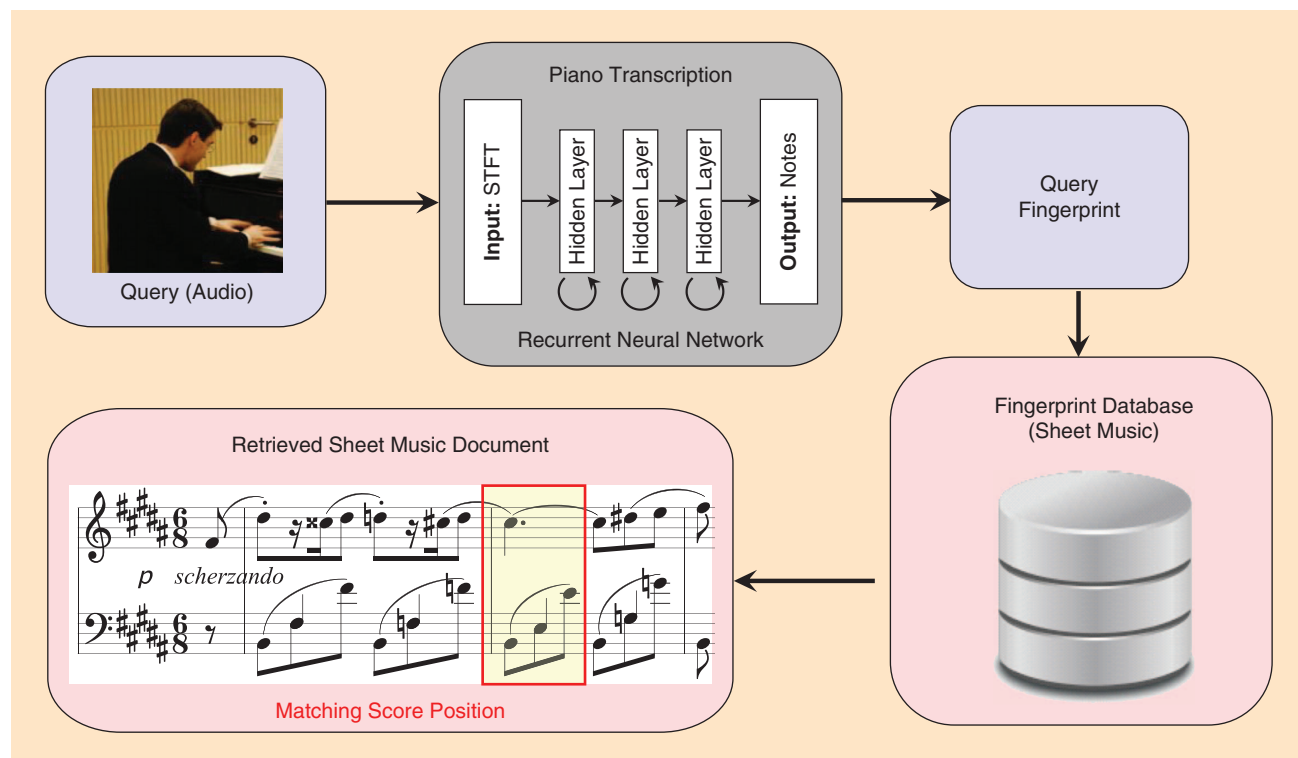 Query (Audio)
Piano Transcription
Input: STFT
Hidden Layer
Hidden Layer
Hidden Layer
Output: Notes
Recurrent Neural Network
Query
Fingerprint
Fingerprint Database
(Sheet Music)
Retrieved Sheet Music Document
6
8
p scherzando
6
8
Matching Score Position